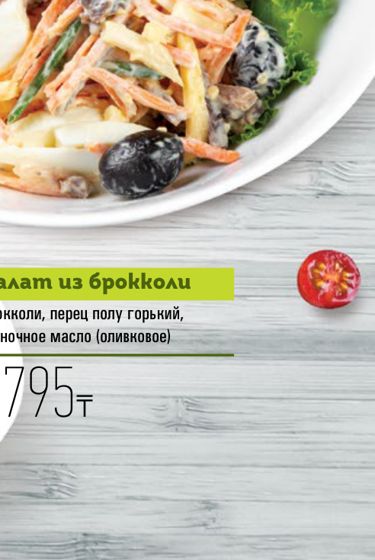 алат из брокколи
окколи, перец полу горький,
ночное масло (оливковое)
795₸